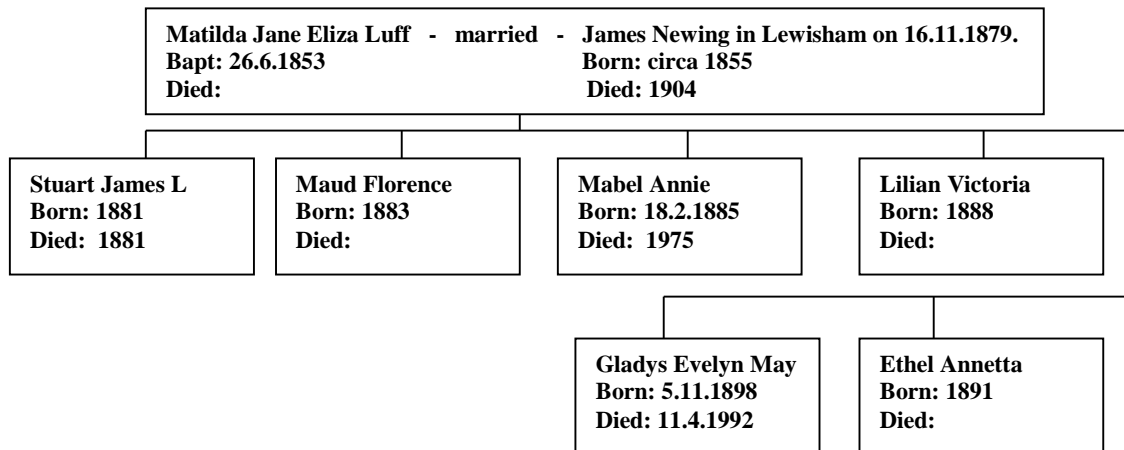 Matilda Jane Eliza Luff - married - James Newing in Lewisham on 16.11.1879.
Bapt: 26.6.1853 Born: circa 1855
Died: Died: 1904
Stuart James L
Born: 1881
Died: 1881
Maud Florence
Born: 1883
Died:
Mabel Annie
Born: 18.2.1885
Died: 1975
Lilian Victoria
Born: 1888
Died:
Gladys Evelyn May
Born: 5.11.1898
Died: 11.4.1992
Ethel Annetta
Born: 1891
Died: